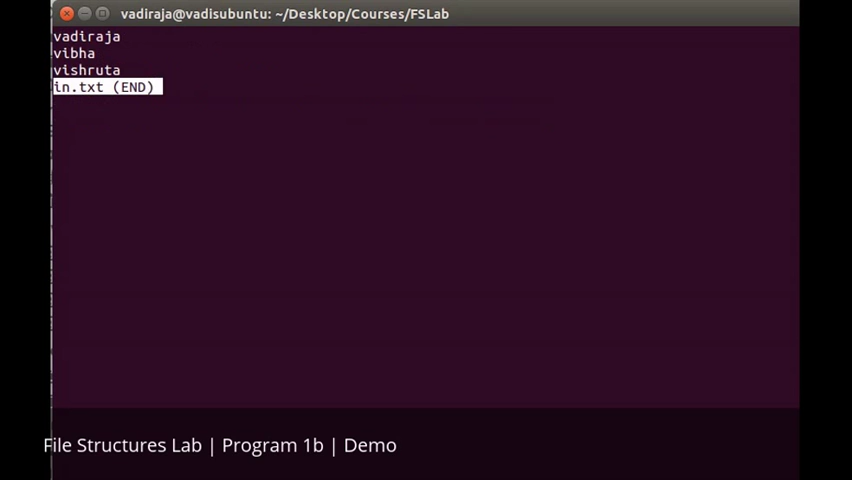 vadiraja@vadisubuntu: ~/Desktop/Courses/FSLab
vadiraja
vibha
vishruta
in.txt (END)
File Structures Lab | Program 1b | Demo